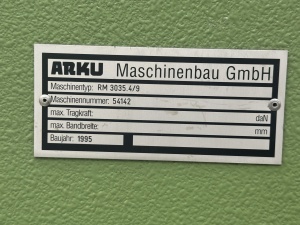 ARKU Maschinenbau GmbH
Maschinentyp: RM 3035.4/9
Maschinennummer: 54142
max. Tragkraft: daN
max. Bandbreite: mm
Baujahr: 1995